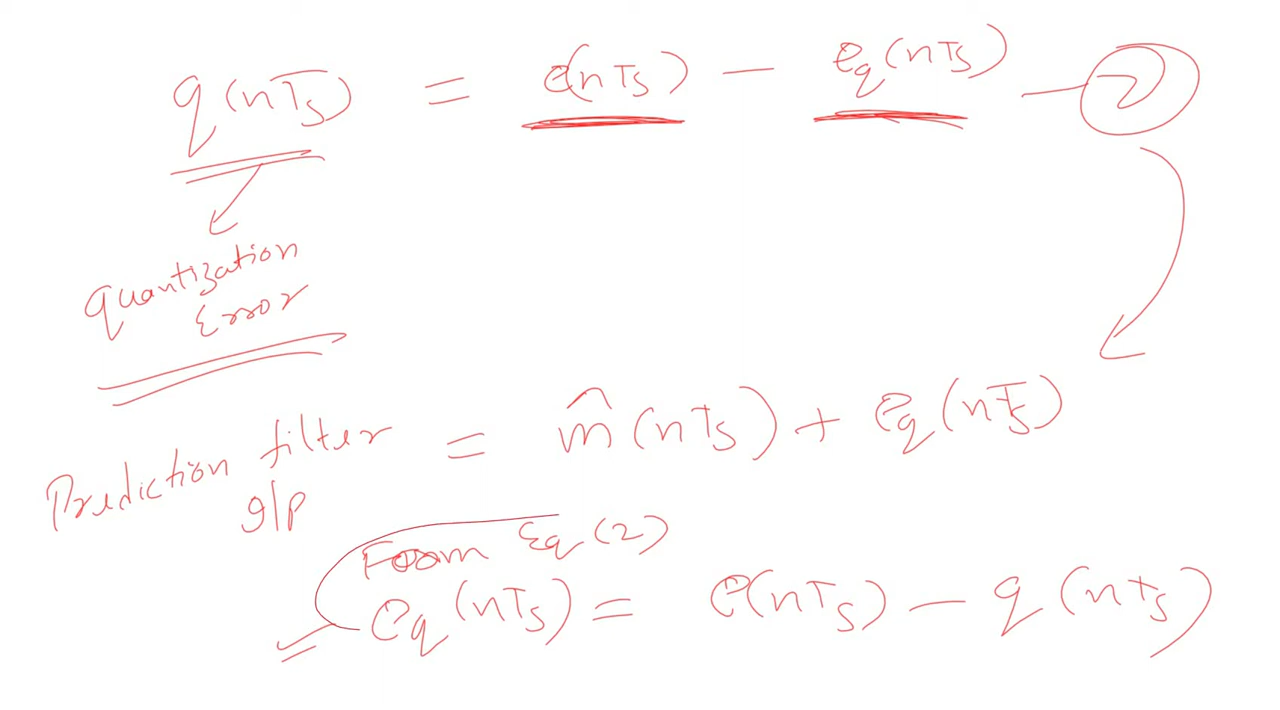 q(nTs) = e(nTs) - eq(nTs) - 2
quantization
Error
Prediction filter = m̂(nTs) + eq(nTs)
I/P
From Eq (2)
eq(nTs) = e(nTs) - q(nTs)